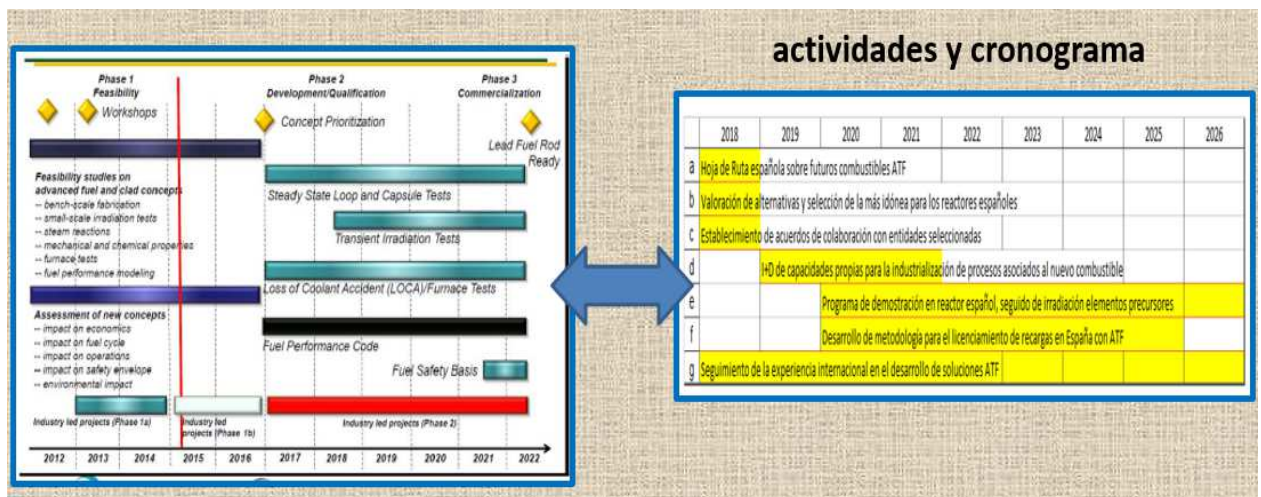 actividades y cronograma
Phase 1
Feasibility
Phase 2
Development/Qualification
Phase 3
Commercialization
Workshops
Concept Prioritization
Lead Fuel Rod
Ready
Feasibility studies on
advanced fuel and clad concepts
-- bench-scale fabrication
-- small-scale irradiation tests
-- steam reactions
-- mechanical and chemical properties
-- furnace tests
-- fuel performance modeling
Steady State Loop and Capsule Tests
Transient Irradiation Tests
Loss of Coolant Accident (LOCA)/Furnace Tests
Assessment of new concepts
-- impact on economics
-- impact on fuel cycle
-- impact on operations
-- impact on safety envelope
-- environmental impact
Fuel Performance Code
Fuel Safety Basis
Industry led projects (Phase 1a)
Industry led
projects (Phase 1b)
Industry led projects (Phase 2)
2012 2013 2014 2015 2016 2017 2018 2019 2020 2021 2022
2018 2019 2020 2021 2022 2023 2024 2025 2026
a Hoja de Ruta española sobre futuros combustibles ATF
b Valoración de alternativas y selección de la más idónea para los reactores españoles
c Establecimiento de acuerdos de colaboración con entidades seleccionadas
d I+D de capacidades propias para la industrialización de procesos asociados al nuevo combustible
e Programa de demostración en reactor español, seguido de irradiación elementos precursores
f Desarrollo de metodología para el licenciamiento de recargas en España con ATF
g Seguimiento de la experiencia internacional en el desarrollo de soluciones ATF